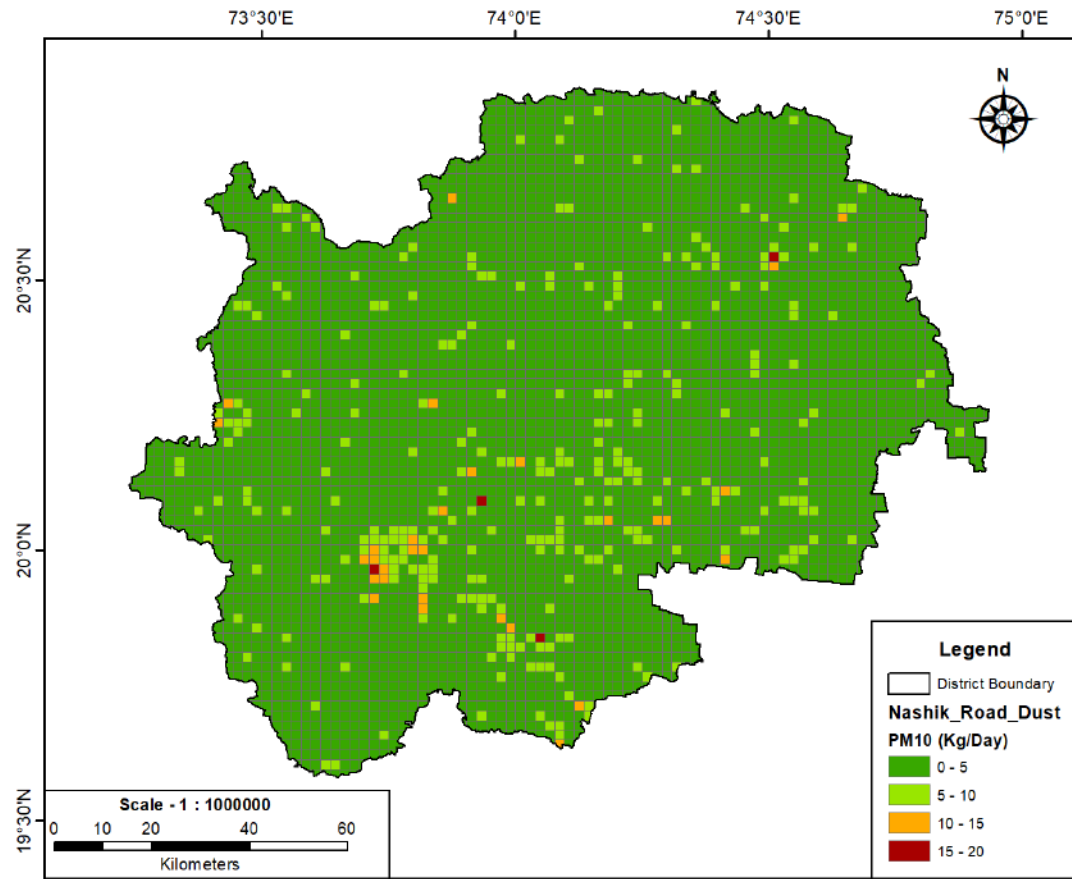 73°30'E 74°0'E 74°30'E 75°0'E
N
20°30'N
20°0'N
19°30'N
Legend
District Boundary
Nashik_Road_Dust
PM10 (Kg/Day)
0 - 5
5 - 10
10 - 15
15 - 20
Scale - 1 : 1000000
0 10 20 40 60
Kilometers